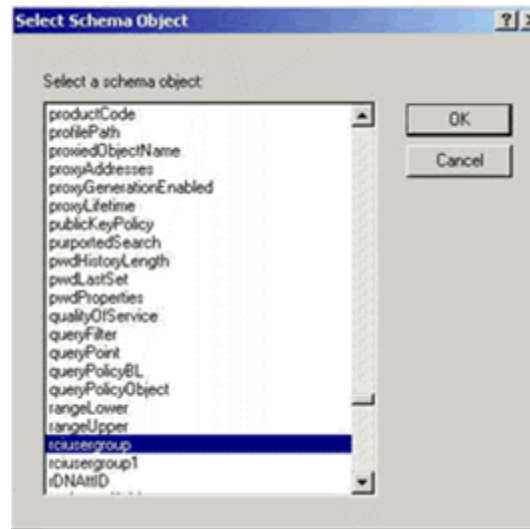 Select Schema Object
Select a schema object:
productCode
profilePath
proxiedObjectName
proxyAddresses
proxyGenerationEnabled
proxyLifetime
publicKeyPolicy
purportedSearch
pwdHistoryLength
pwdLastSet
pwdProperties
qualityOfService
queryFilter
queryPoint
queryPolicyBL
queryPolicyObject
rangeLower
rangeUpper
rciusergroup
rciusergroup1
rDNAttID
OK
Cancel